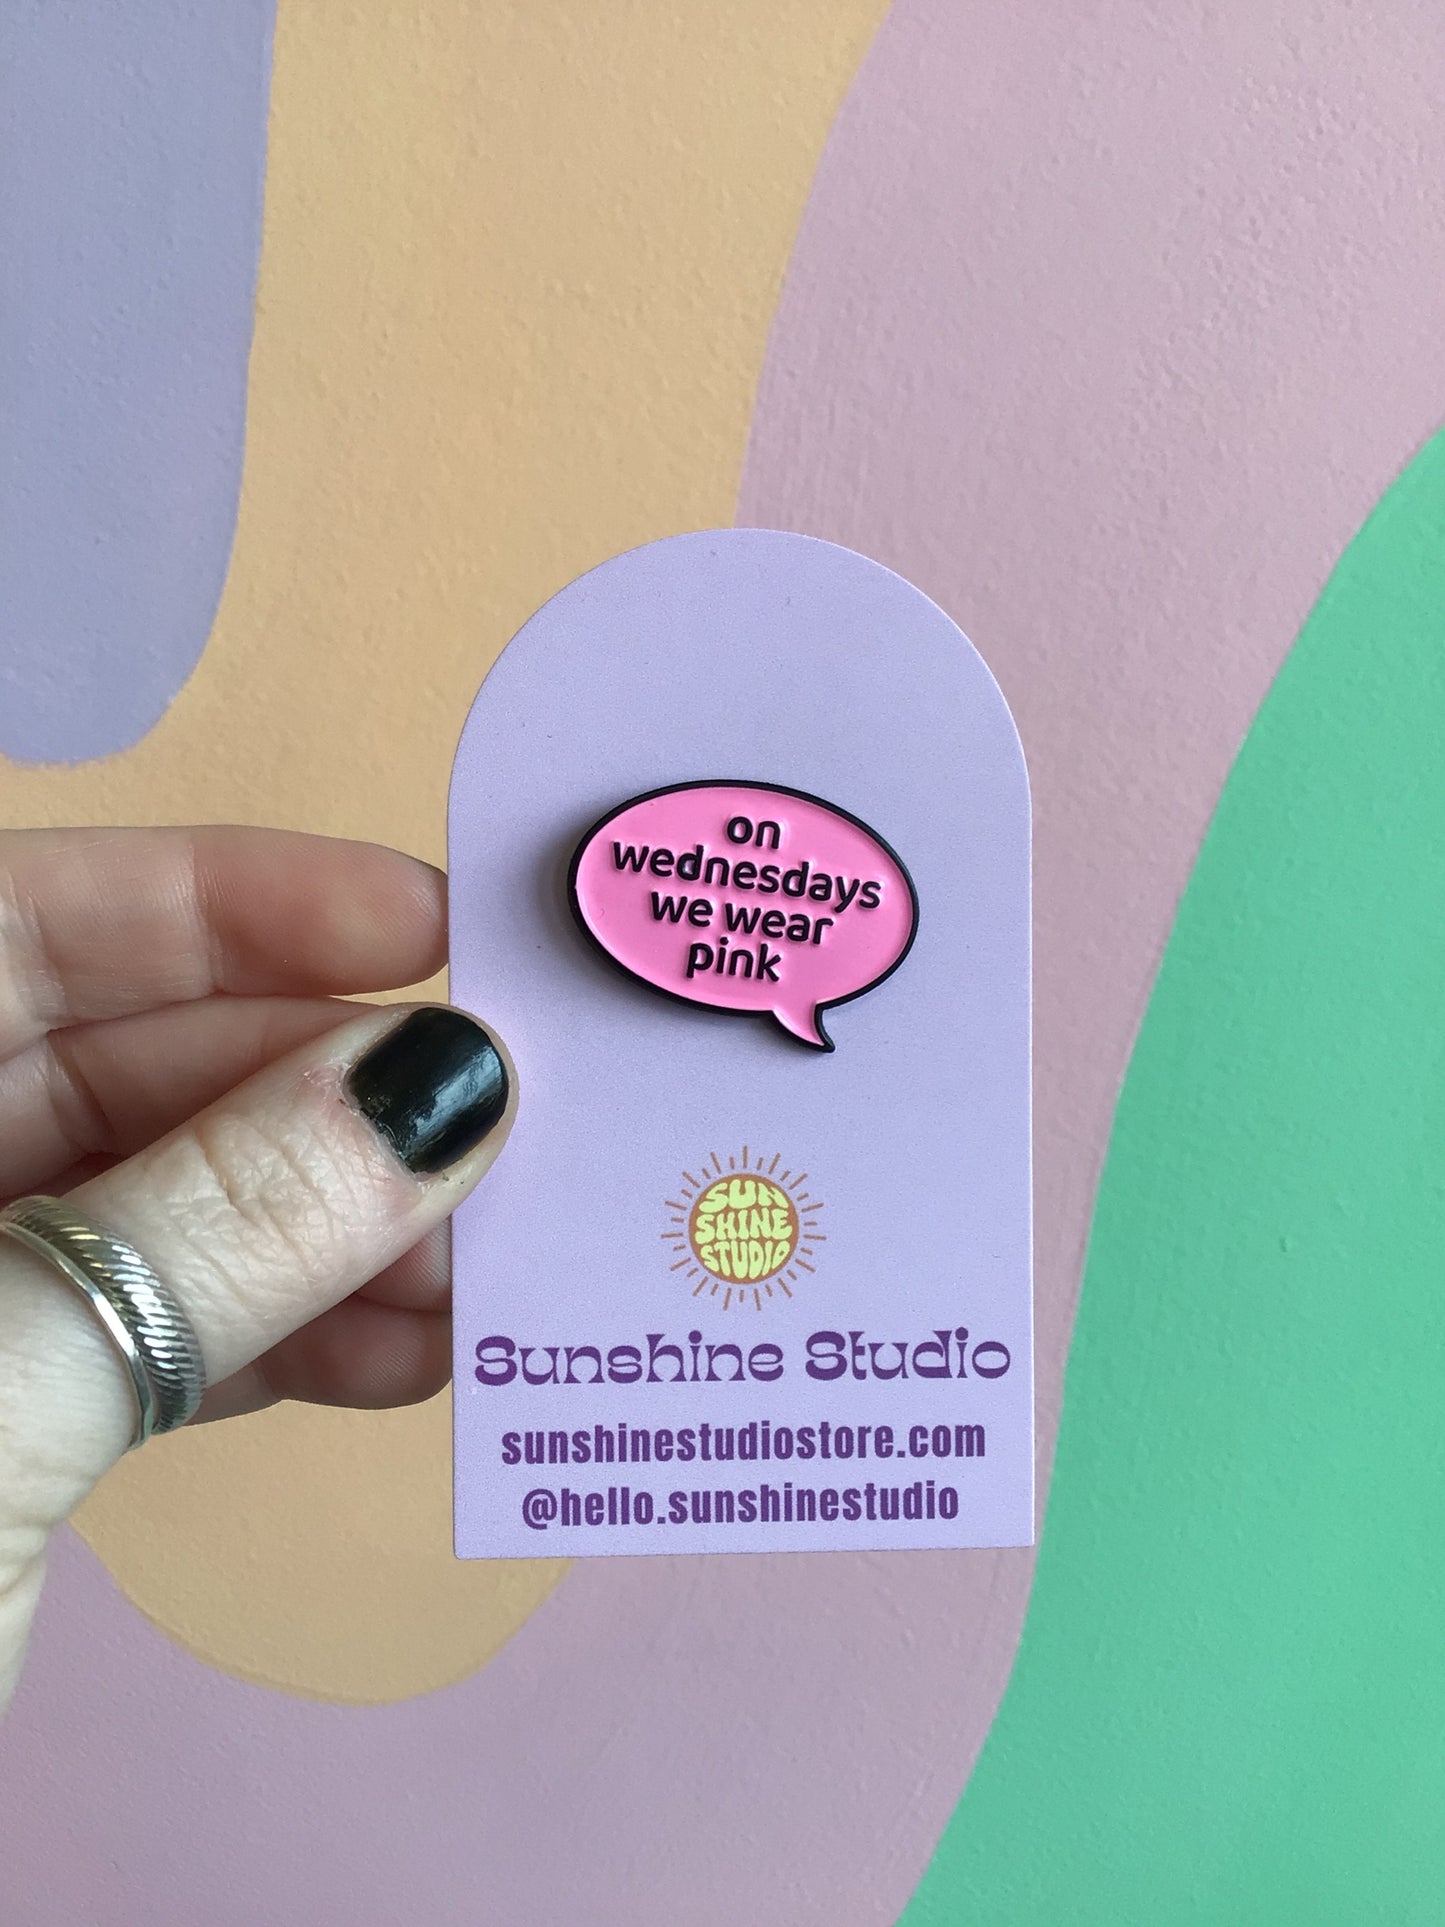 on
wednesdays
we wear
pink
SUN
SHINE
STUDIO
Sunshine Studio
sunshinestudiostore.com
@hello.sunshinestudio